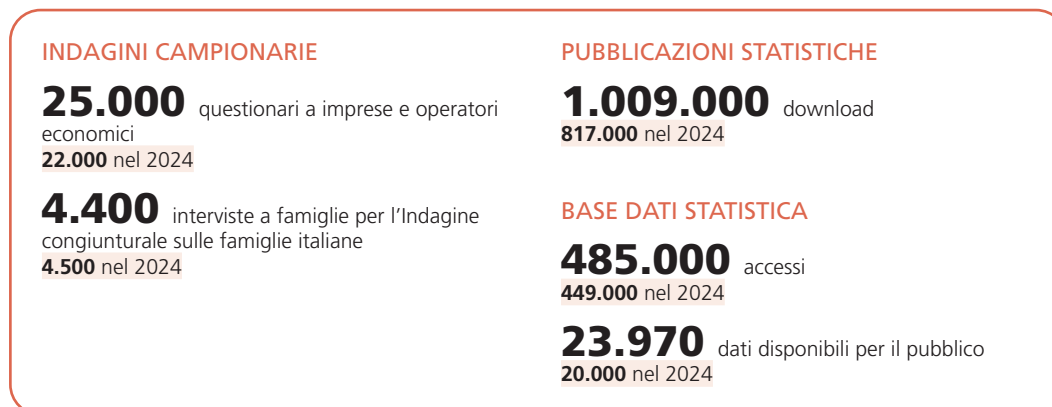 INDAGINI CAMPIONARIE
25.000 questionari a imprese e operatori
economici
22.000 nel 2024
4.400 interviste a famiglie per l’Indagine
congiunturale sulle famiglie italiane
4.500 nel 2024
PUBBLICAZIONI STATISTICHE
1.009.000 download
817.000 nel 2024
BASE DATI STATISTICA
485.000 accessi
449.000 nel 2024
23.970 dati disponibili per il pubblico
20.000 nel 2024